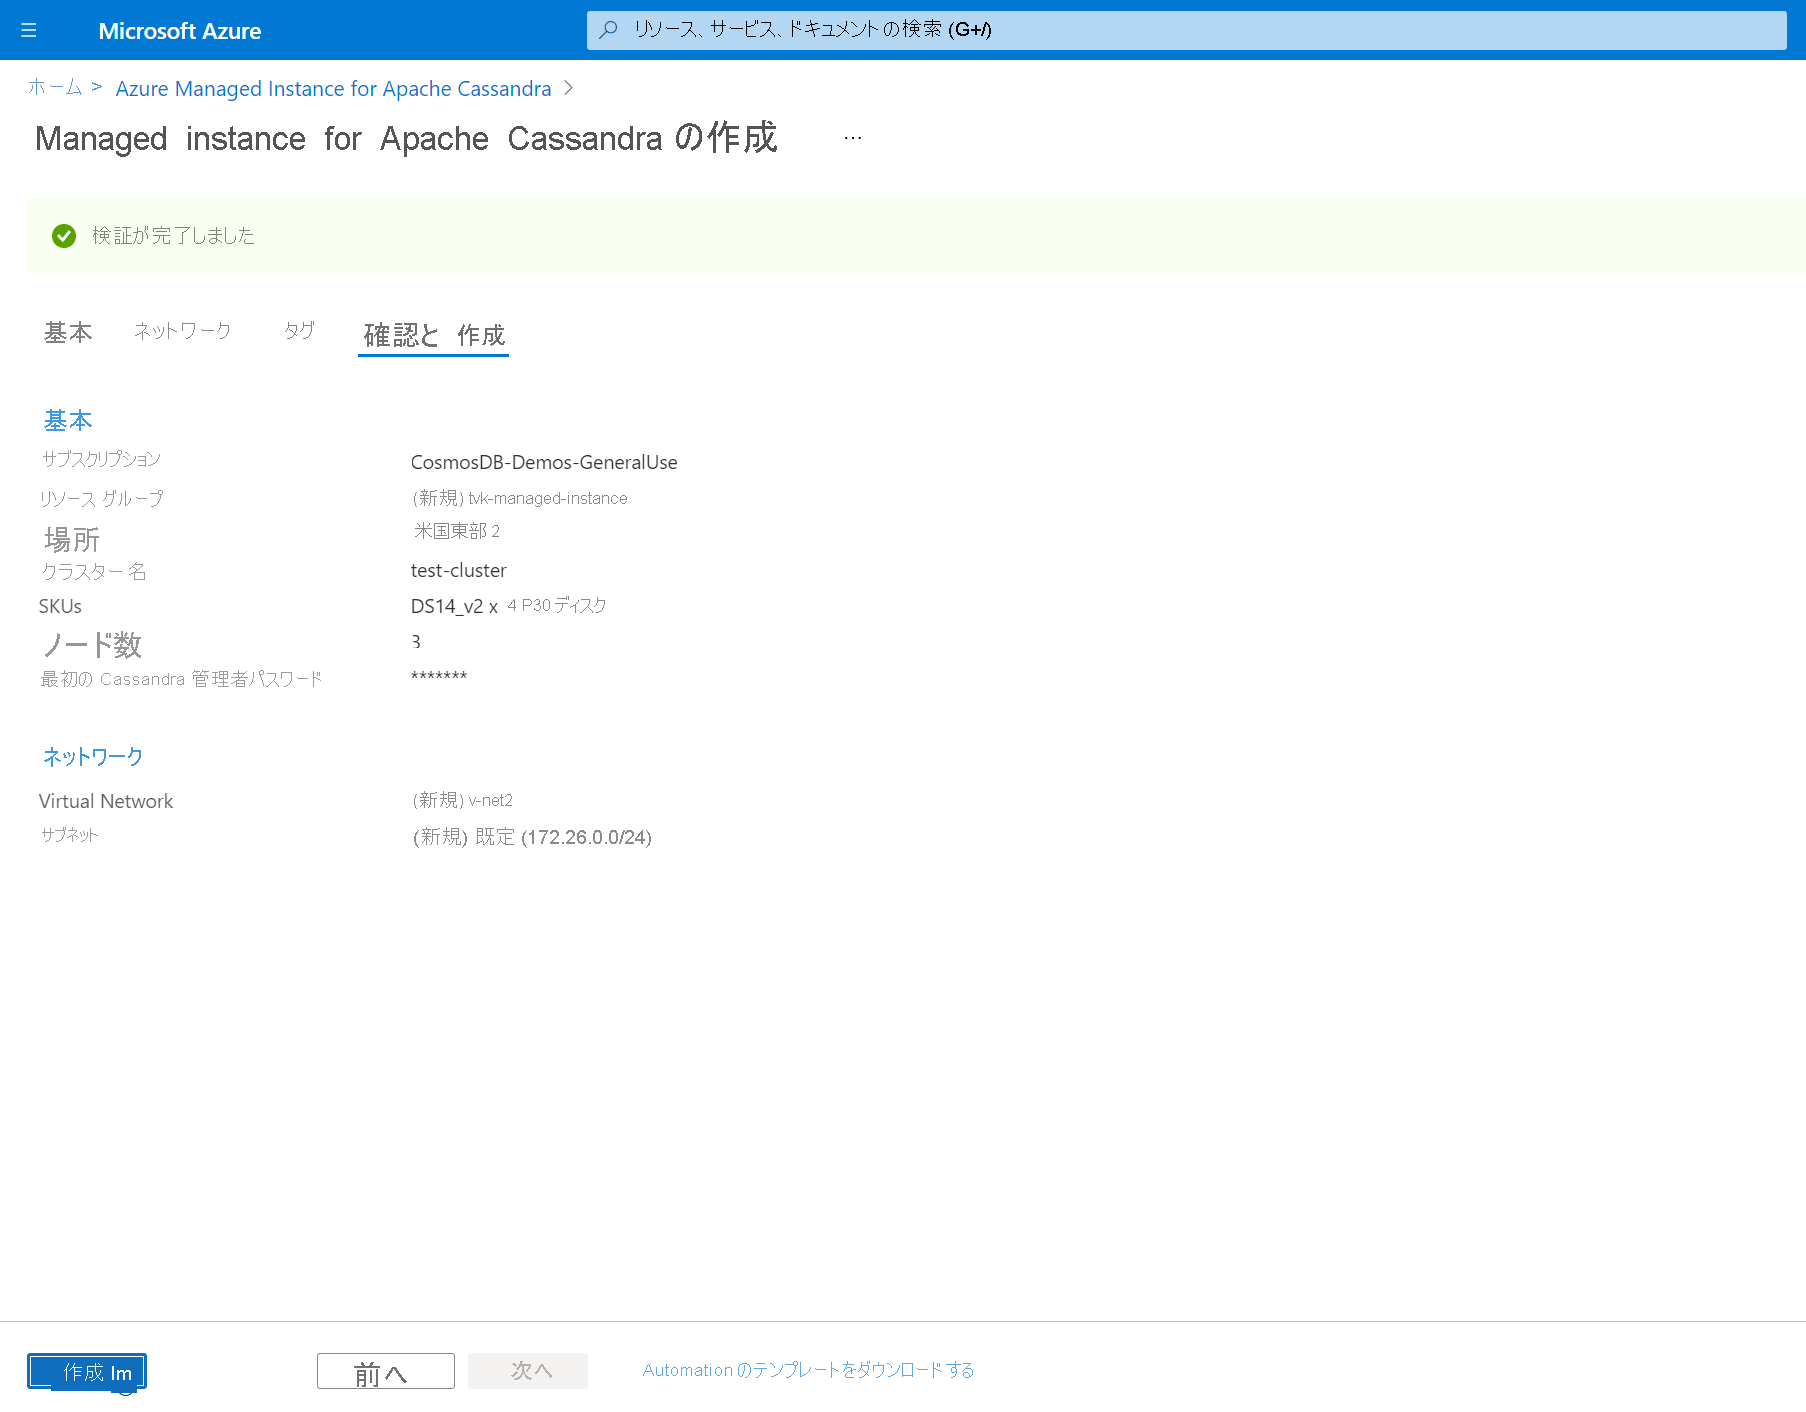 Microsoft Azure
リソース、サービス、ドキュメントの検索 (G+/)
ホーム > Azure Managed Instance for Apache Cassandra >
Managed instance for Apache Cassandra の作成 ...
検証が完了しました
基本 ネットワーク タグ 確認と 作成
基本
サブスクリプション CosmosDB-Demos-GeneralUse
リソース グループ (新規) tvk-managed-instance
場所 米国東部 2
クラスター名 test-cluster
SKUs DS14_v2 x 4 P30 ディスク
ノード数 3
最初の Cassandra 管理者パスワード *******
ネットワーク
Virtual Network (新規) v-net2
サブネット (新規) 既定 (172.26.0.0/24)
作成 Im 前へ 次へ Automation のテンプレートをダウンロードする